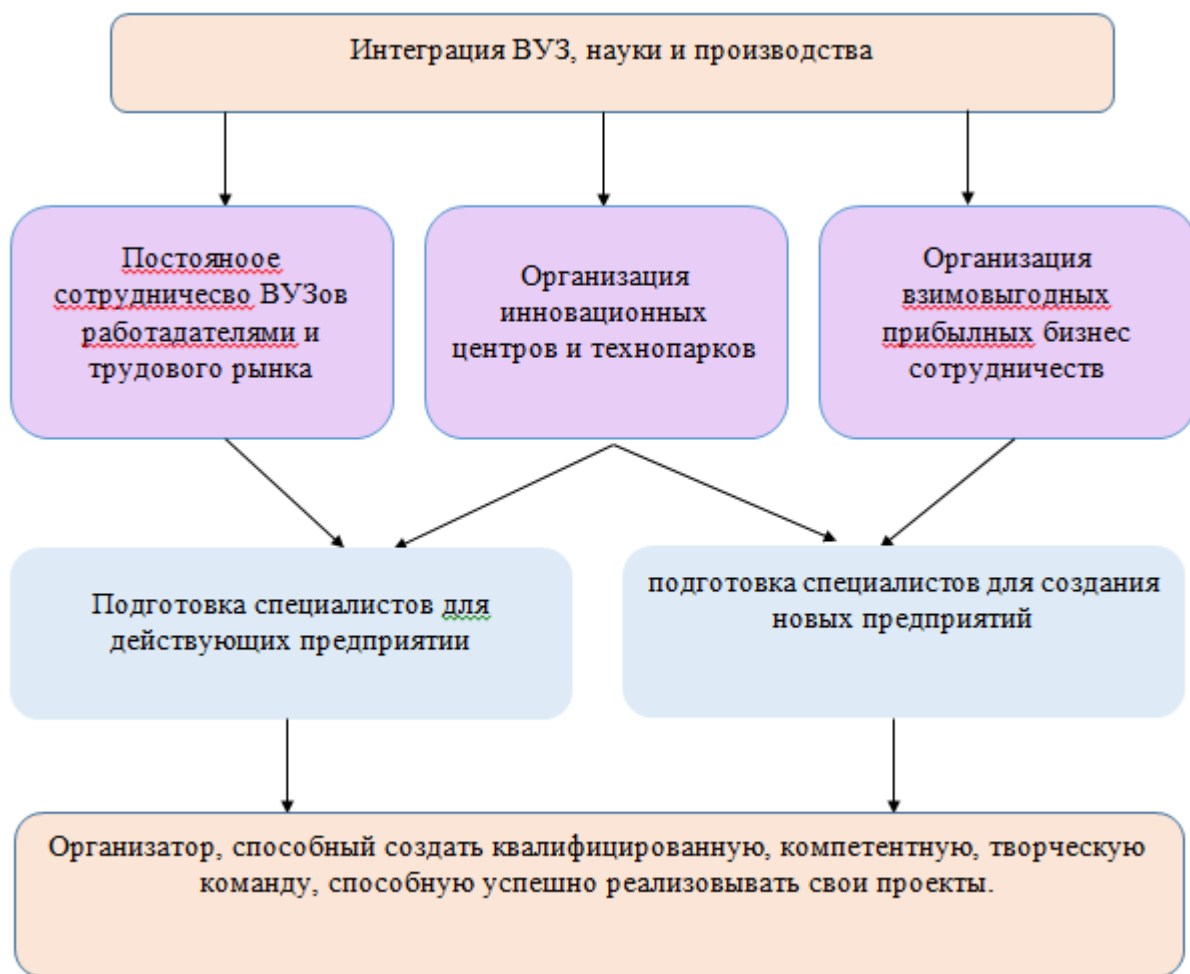 Интеграция ВУЗ, науки и производства
Постояноое
сотрудничесво ВУЗов
работадателями и
трудового рынка
Организация
инновационных
центров и технопарков
Организация
взимовыгодных
прибылных бизнес
сотрудничеств
Подготовка специалистов для
действующих предприятии
подготовка специалистов для создания
новых предприятий
Организатор, способный создать квалифицированную, компетентную, творческую
команду, способную успешно реализовывать свои проекты.